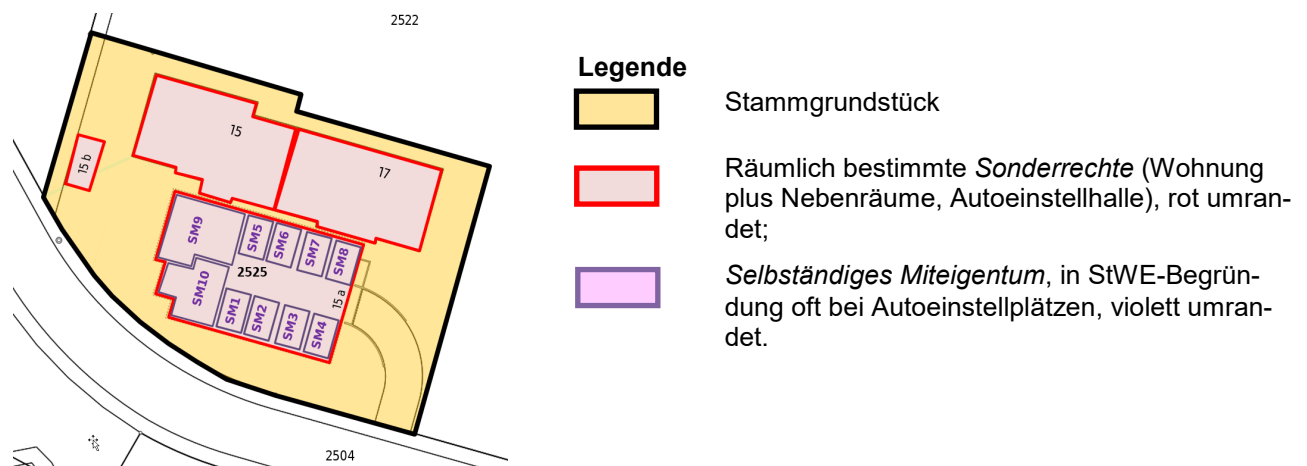 2522
15
17
15 b
SM9
SM5
SM6
SM7
SM8
2525
SM10
SM1
SM2
SM3
SM4
15 a
2504
Legende
Stammgrundstück
Räumlich bestimmte Sonderrechte (Wohnung
plus Nebenräume, Autoeinstellhalle), rot umran-
det;
Selbständiges Miteigentum, in StWE-Begrün-
dung oft bei Autoeinstellplätzen, violett umran-
det.